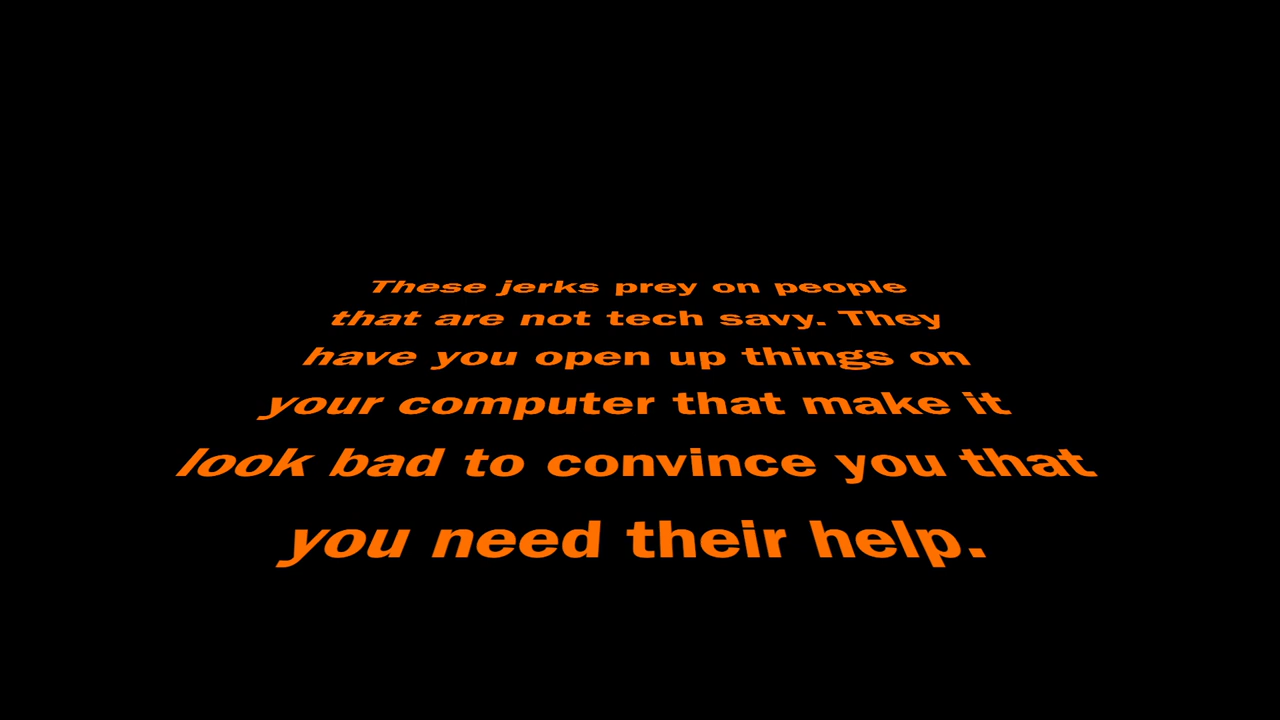 These jerks prey on people
that are not tech savy. They
have you open up things on
your computer that make it
look bad to convince you that
you need their help.